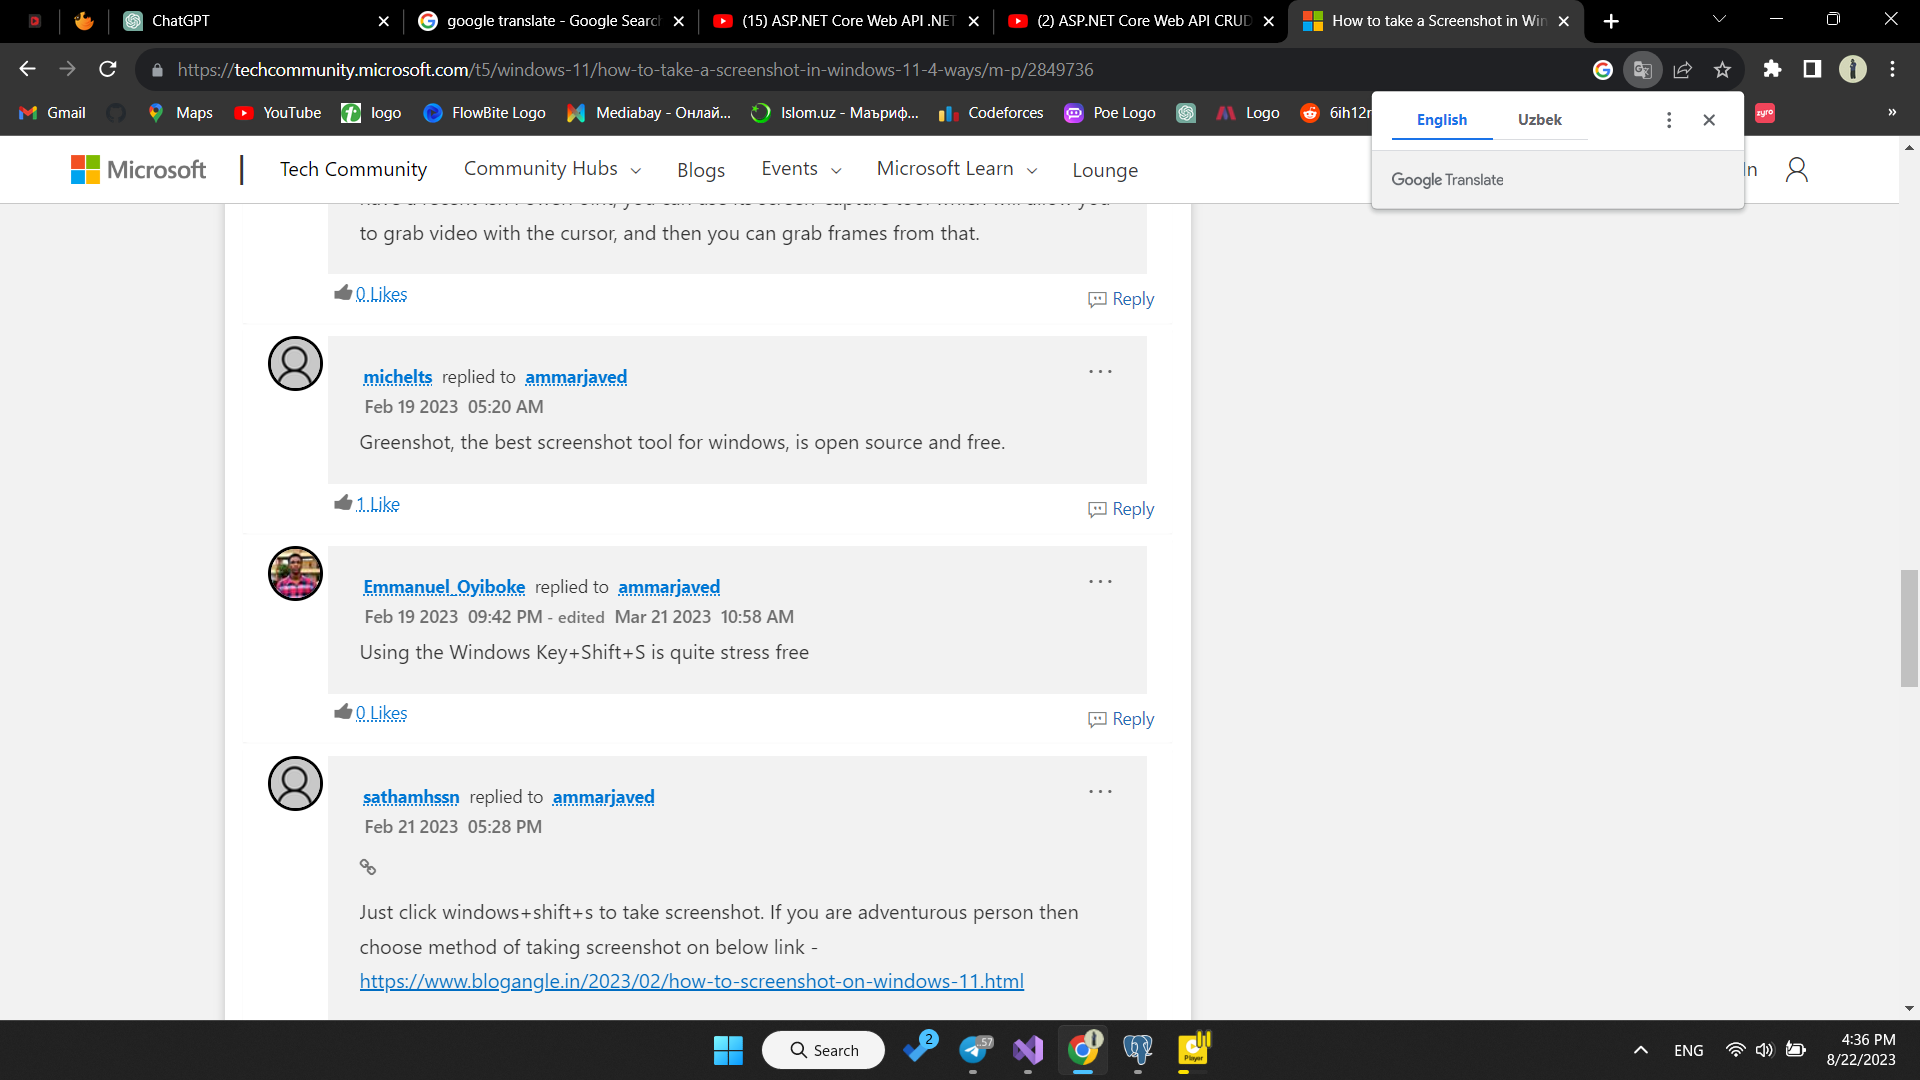 ChatGPT
google translate - Google Search
(15) ASP.NET Core Web API .NET
(2) ASP.NET Core Web API CRUD
How to take a Screenshot in Win
https://techcommunity.microsoft.com/t5/windows-11/how-to-take-a-screenshot-in-windows-11-4-ways/m-p/2849736
Gmail
Maps
YouTube
logo
FlowBite Logo
Mediabay - Онлай...
Islom.uz - Маъриф...
Codeforces
Poe Logo
Logo
6ih12r
zyro
»
English
Uzbek
Google Translate
Microsoft
Tech Community
Community Hubs
Blogs
Events
Microsoft Learn
Lounge
In
to grab video with the cursor, and then you can grab frames from that.
0 Likes
Reply
michelts replied to ammarjaved
Feb 19 2023 05:20 AM
Greenshot, the best screenshot tool for windows, is open source and free.
1 Like
Reply
Emmanuel_Oyiboke replied to ammarjaved
Feb 19 2023 09:42 PM - edited Mar 21 2023 10:58 AM
Using the Windows Key+Shift+S is quite stress free
0 Likes
Reply
sathamhssn replied to ammarjaved
Feb 21 2023 05:28 PM
Just click windows+shift+s to take screenshot. If you are adventurous person then
choose method of taking screenshot on below link -
https://www.blogangle.in/2023/02/how-to-screenshot-on-windows-11.html
Search
2
..57
Player
ENG
4:36 PM
8/22/2023